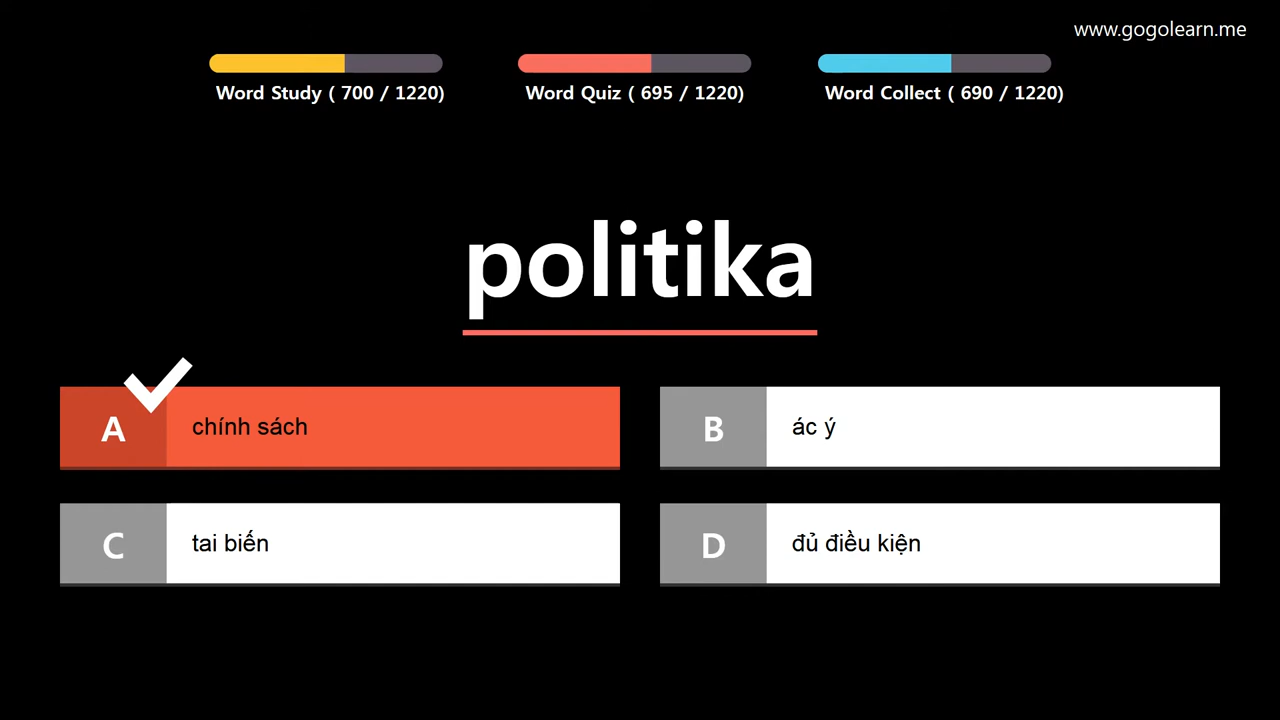 www.gogolearn.me
Word Study ( 700 / 1220)
Word Quiz ( 695 / 1220)
Word Collect ( 690 / 1220)
politika
A chính sách
B ác ý
C tai biến
D đủ điều kiện